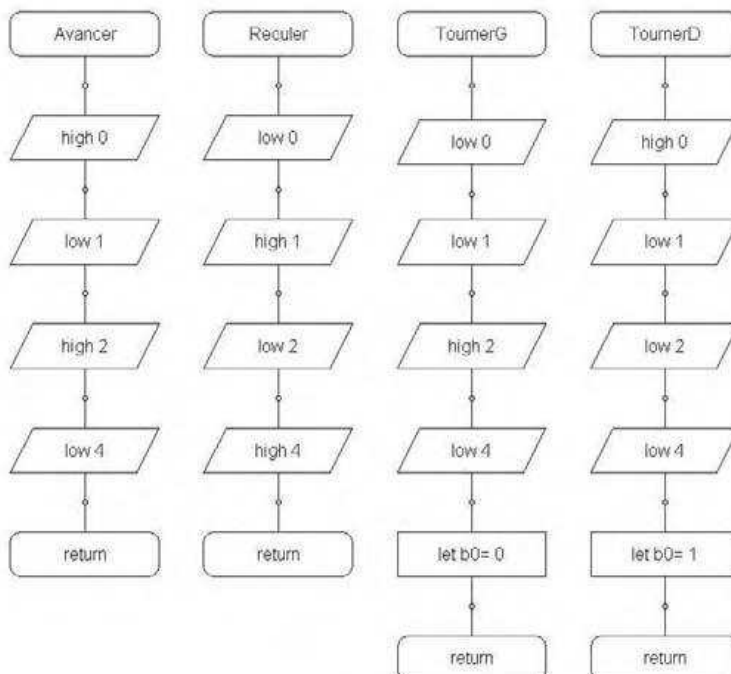 Avancer
high 0
low 1
high 2
low 4
return
Reculer
low 0
high 1
low 2
high 4
return
TournerG
low 0
low 1
high 2
low 4
let b0= 0
return
TournerD
high 0
low 1
low 2
low 4
let b0= 1
return